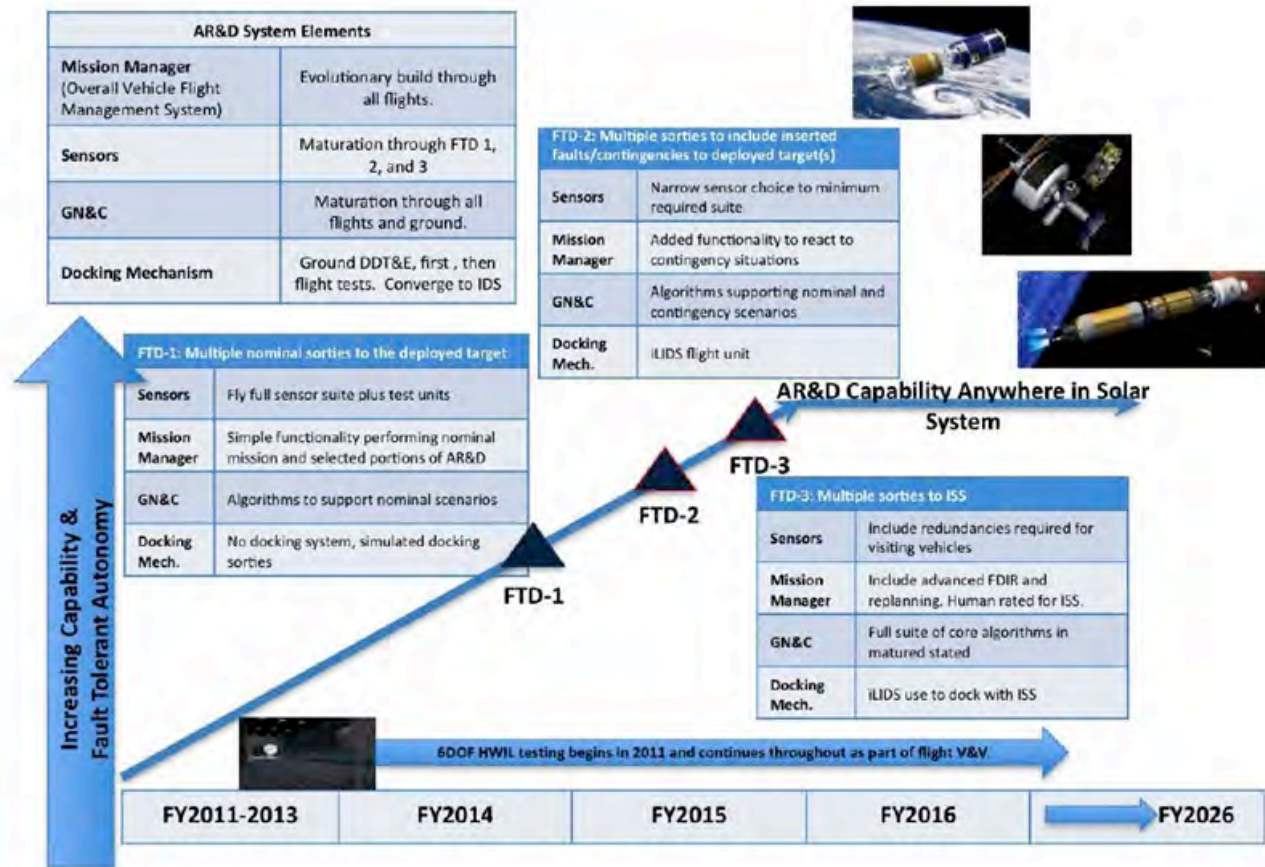 AR&D System Elements
Mission Manager
(Overall Vehicle Flight
Management System)
Evolutionary build through
all flights.
Sensors
Maturation through FTD 1,
2, and 3
GN&C
Maturation through all
flights and ground.
Docking Mechanism
Ground DDT&E, first , then
flight tests. Converge to IDS
FTD-2: Multiple sorties to include inserted
faults/contingencies to deployed target(s)
Sensors
Narrow sensor choice to minimum
required suite
Mission
Manager
Added functionality to react to
contingency situations
GN&C
Algorithms supporting nominal and
contingency scenarios
Docking
Mech.
iLIDS flight unit
FTD-1: Multiple nominal sorties to the deployed target
Sensors
Fly full sensor suite plus test units
Mission
Manager
Simple functionality performing nominal
mission and selected portions of AR&D
GN&C
Algorithms to support nominal scenarios
Docking
Mech.
No docking system, simulated docking
sorties
AR&D Capability Anywhere in Solar
System
FTD-3
FTD-2
FTD-1
FTD-3: Multiple sorties to ISS
Sensors
Include redundancies required for
visiting vehicles
Mission
Manager
Include advanced FDIR and
replanning. Human rated for ISS.
GN&C
Full suite of core algorithms in
matured stated
Docking
Mech.
iLIDS use to dock with ISS
Increasing Capability &
Fault Tolerant Autonomy
6DOF HWIL testing begins in 2011 and continues throughout as part of flight V&V.
FY2011-2013
FY2014
FY2015
FY2016
FY2026